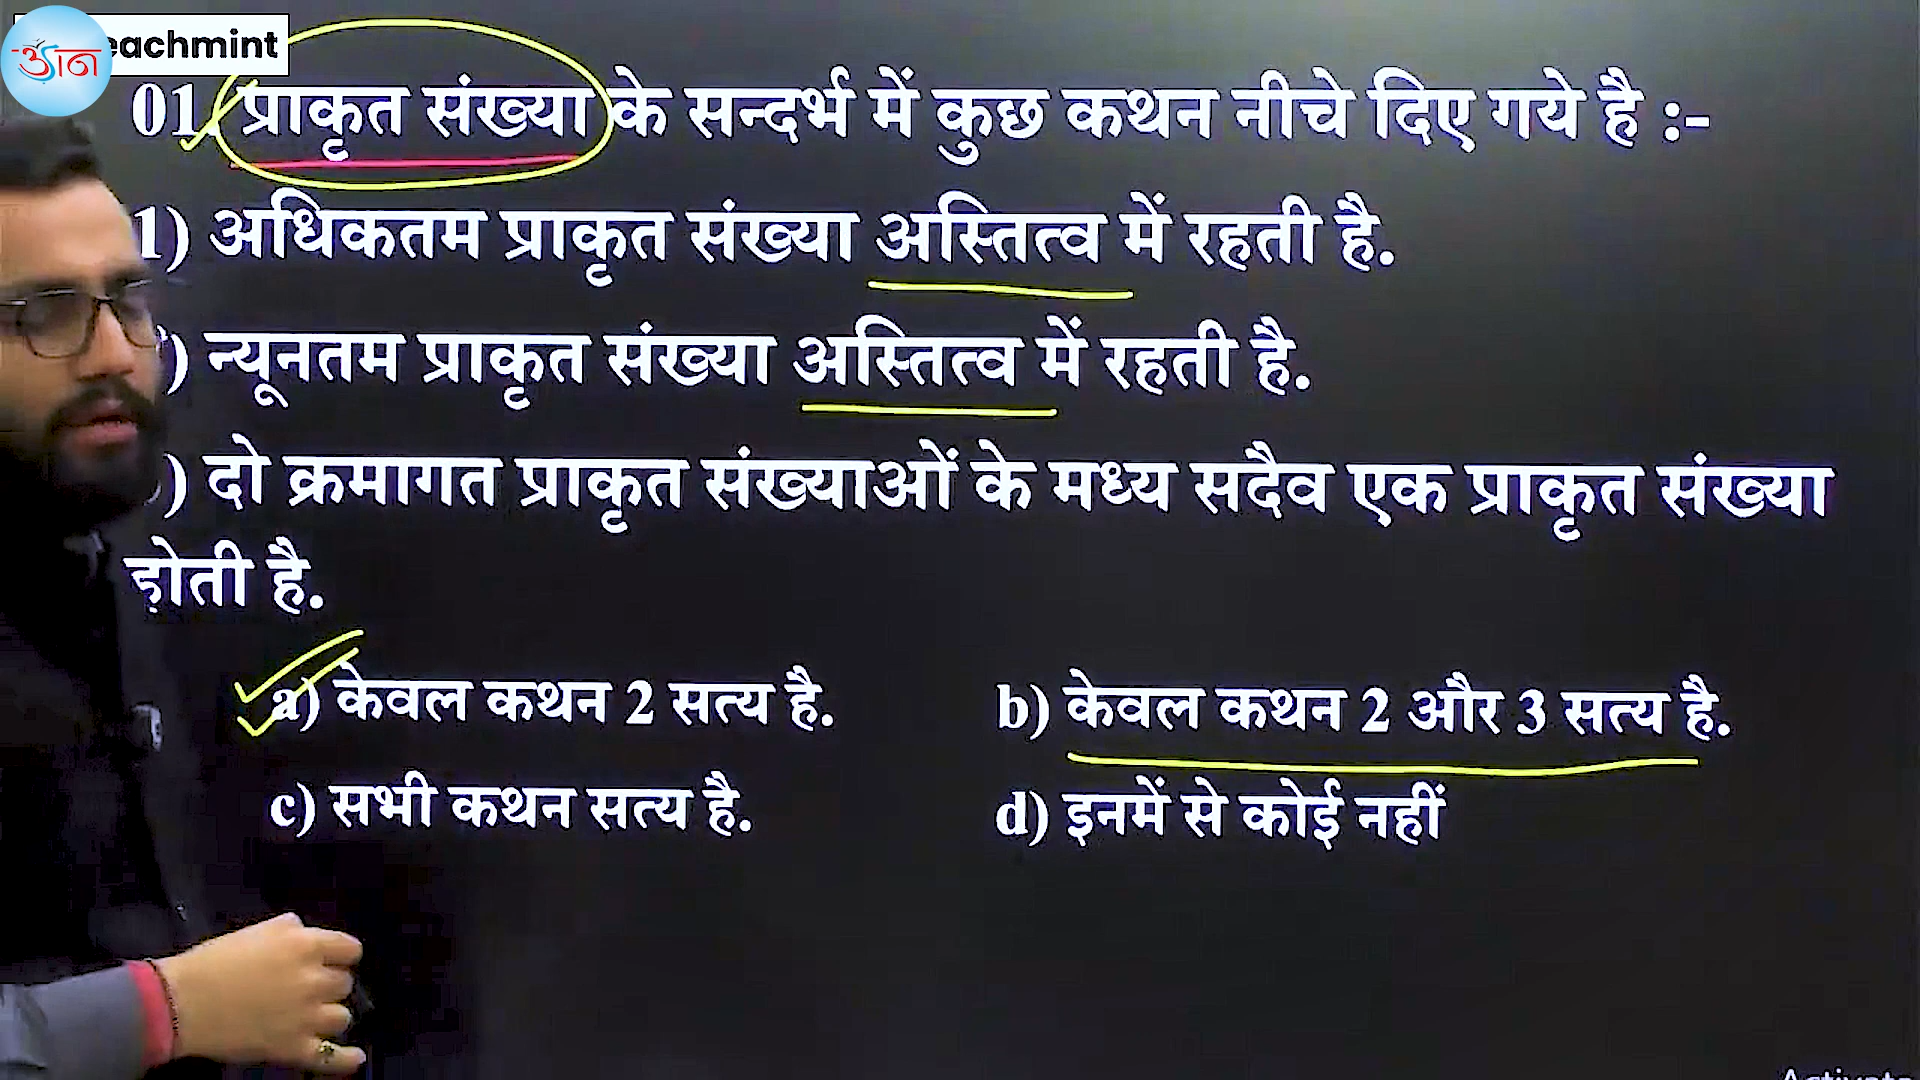 eachmint
आन
01. प्राकृत संख्या के सन्दर्भ में कुछ कथन नीचे दिए गये है :-
1) अधिकतम प्राकृत संख्या अस्तित्व में रहती है.
) न्यूनतम प्राकृत संख्या अस्तित्व में रहती है.
) दो क्रमागत प्राकृत संख्याओं के मध्य सदैव एक प्राकृत संख्या
होती है.
a) केवल कथन 2 सत्य है. b) केवल कथन 2 और 3 सत्य है.
c) सभी कथन सत्य है. d) इनमें से कोई नहीं